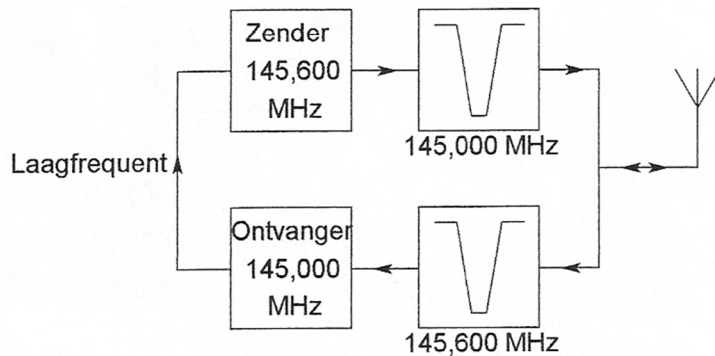 Zender
145,600
MHz
145,000 MHz
Laagfrequent
Ontvanger
145,000
MHz
145,600 MHz